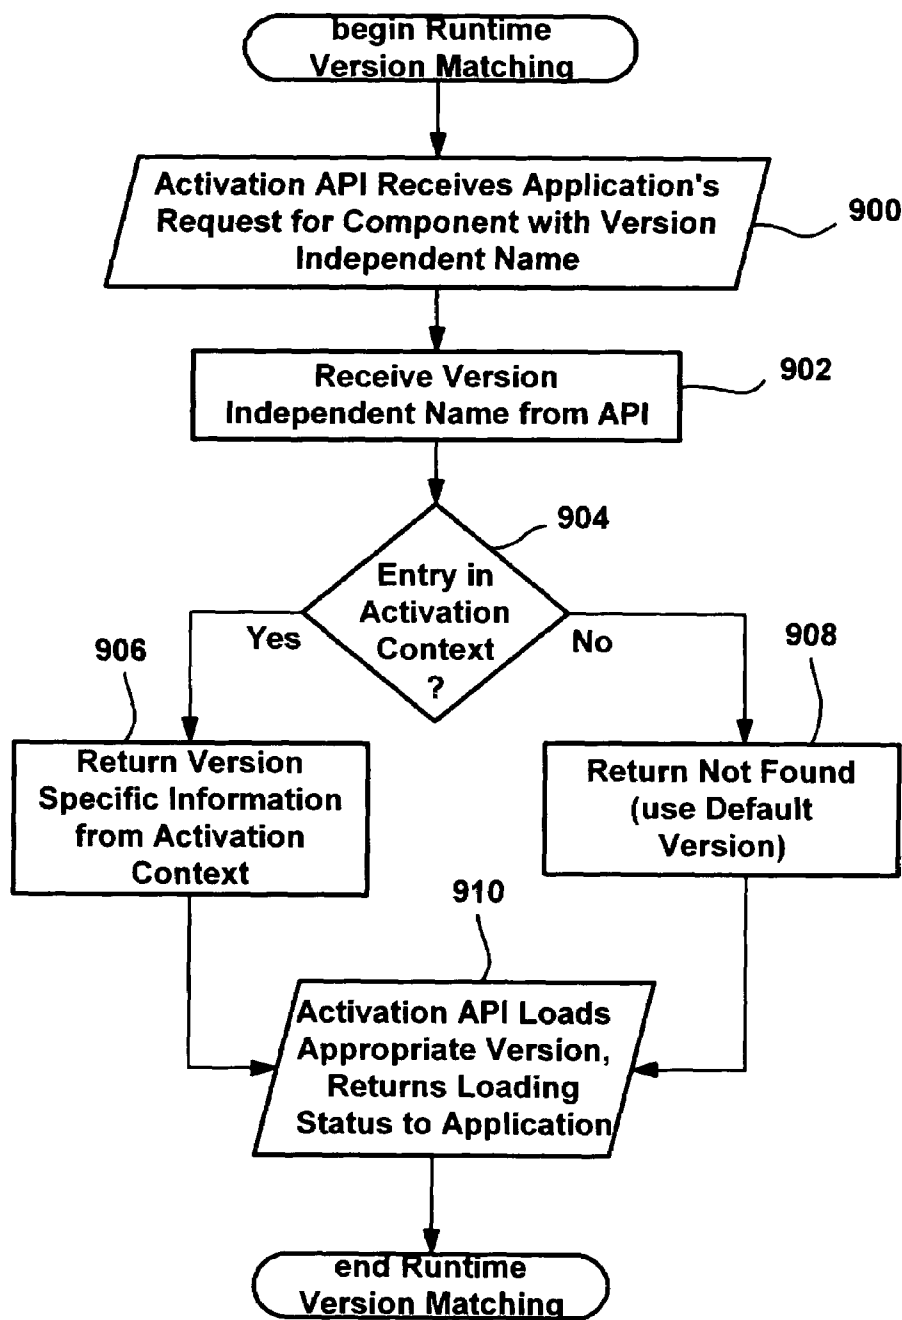 begin Runtime
Version Matching
Activation API Receives Application's
Request for Component with Version
Independent Name
900
Receive Version
Independent Name from API
902
904
Entry in
Activation
Context
?
Yes
No
906
Return Version
Specific Information
from Activation
Context
908
Return Not Found
(use Default
Version)
910
Activation API Loads
Appropriate Version,
Returns Loading
Status to Application
end Runtime
Version Matching